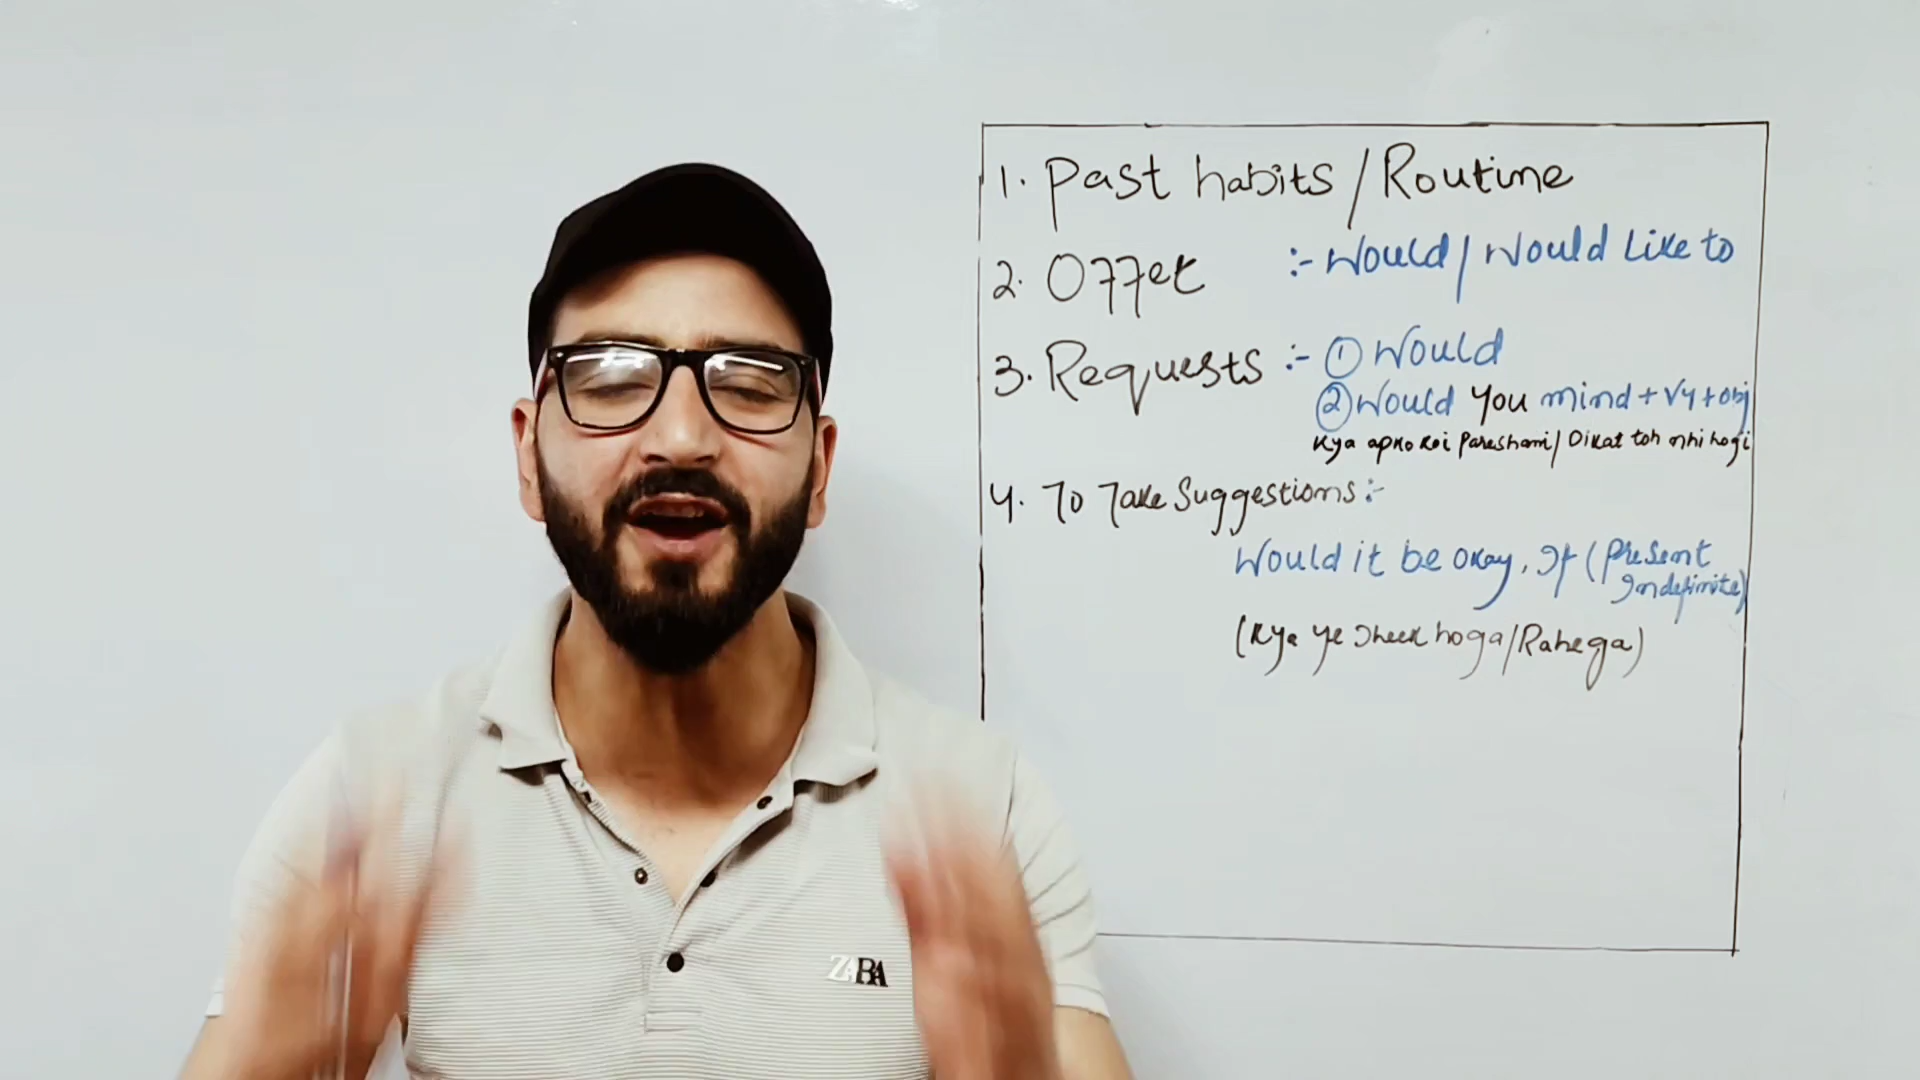 1. Past habits / Routine
2. Offer :- Would / Would Like to
3. Requests :- ① Would
② Would You mind + V4 + obj
Kya apko koi Pareshani / Dikat toh nhi hogi
4. To Take Suggestions :-
Would it be okay, If (Present Indefinite)
(Kya ye Theek hoga / Rahega)
ZARA